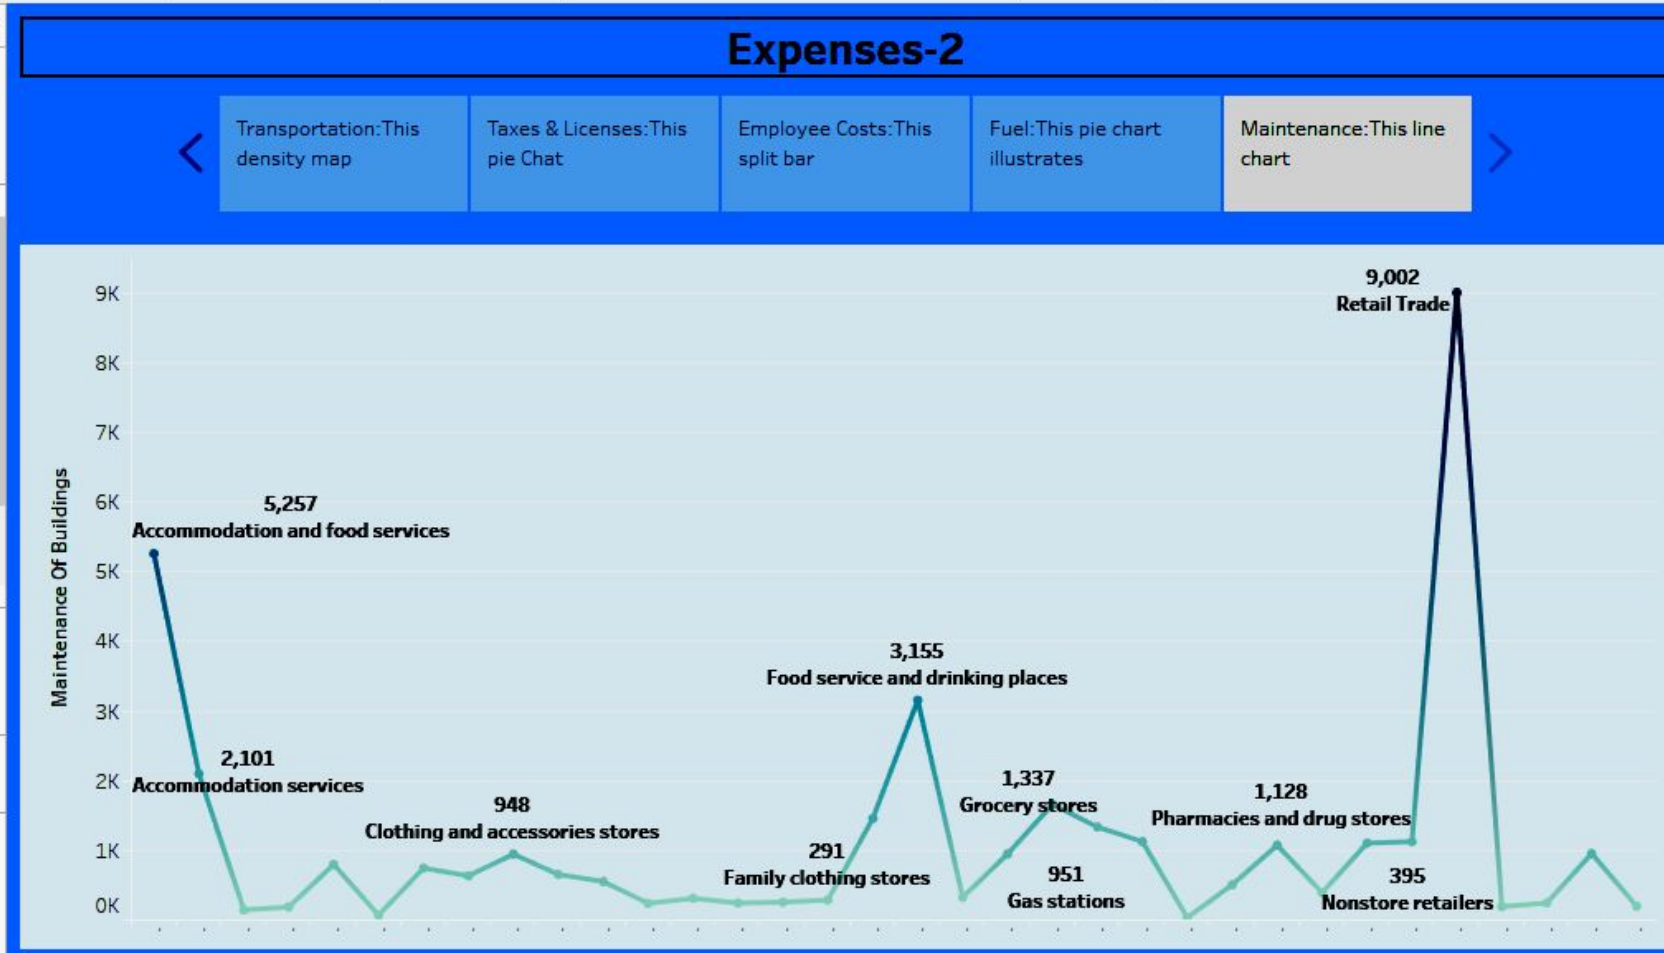 Expenses-2
Transportation:This
density map
Taxes & Licenses:This
pie Chat
Employee Costs:This
split bar
Fuel:This pie chart
illustrates
Maintenance:This line
chart
Maintenance Of Buildings
9K
8K
7K
6K
5K
4K
3K
2K
1K
0K
5,257
Accommodation and food services
2,101
Accommodation services
948
Clothing and accessories stores
291
Family clothing stores
3,155
Food service and drinking places
1,337
Grocery stores
951
Gas stations
1,128
Pharmacies and drug stores
395
Nonstore retailers
9,002
Retail Trade